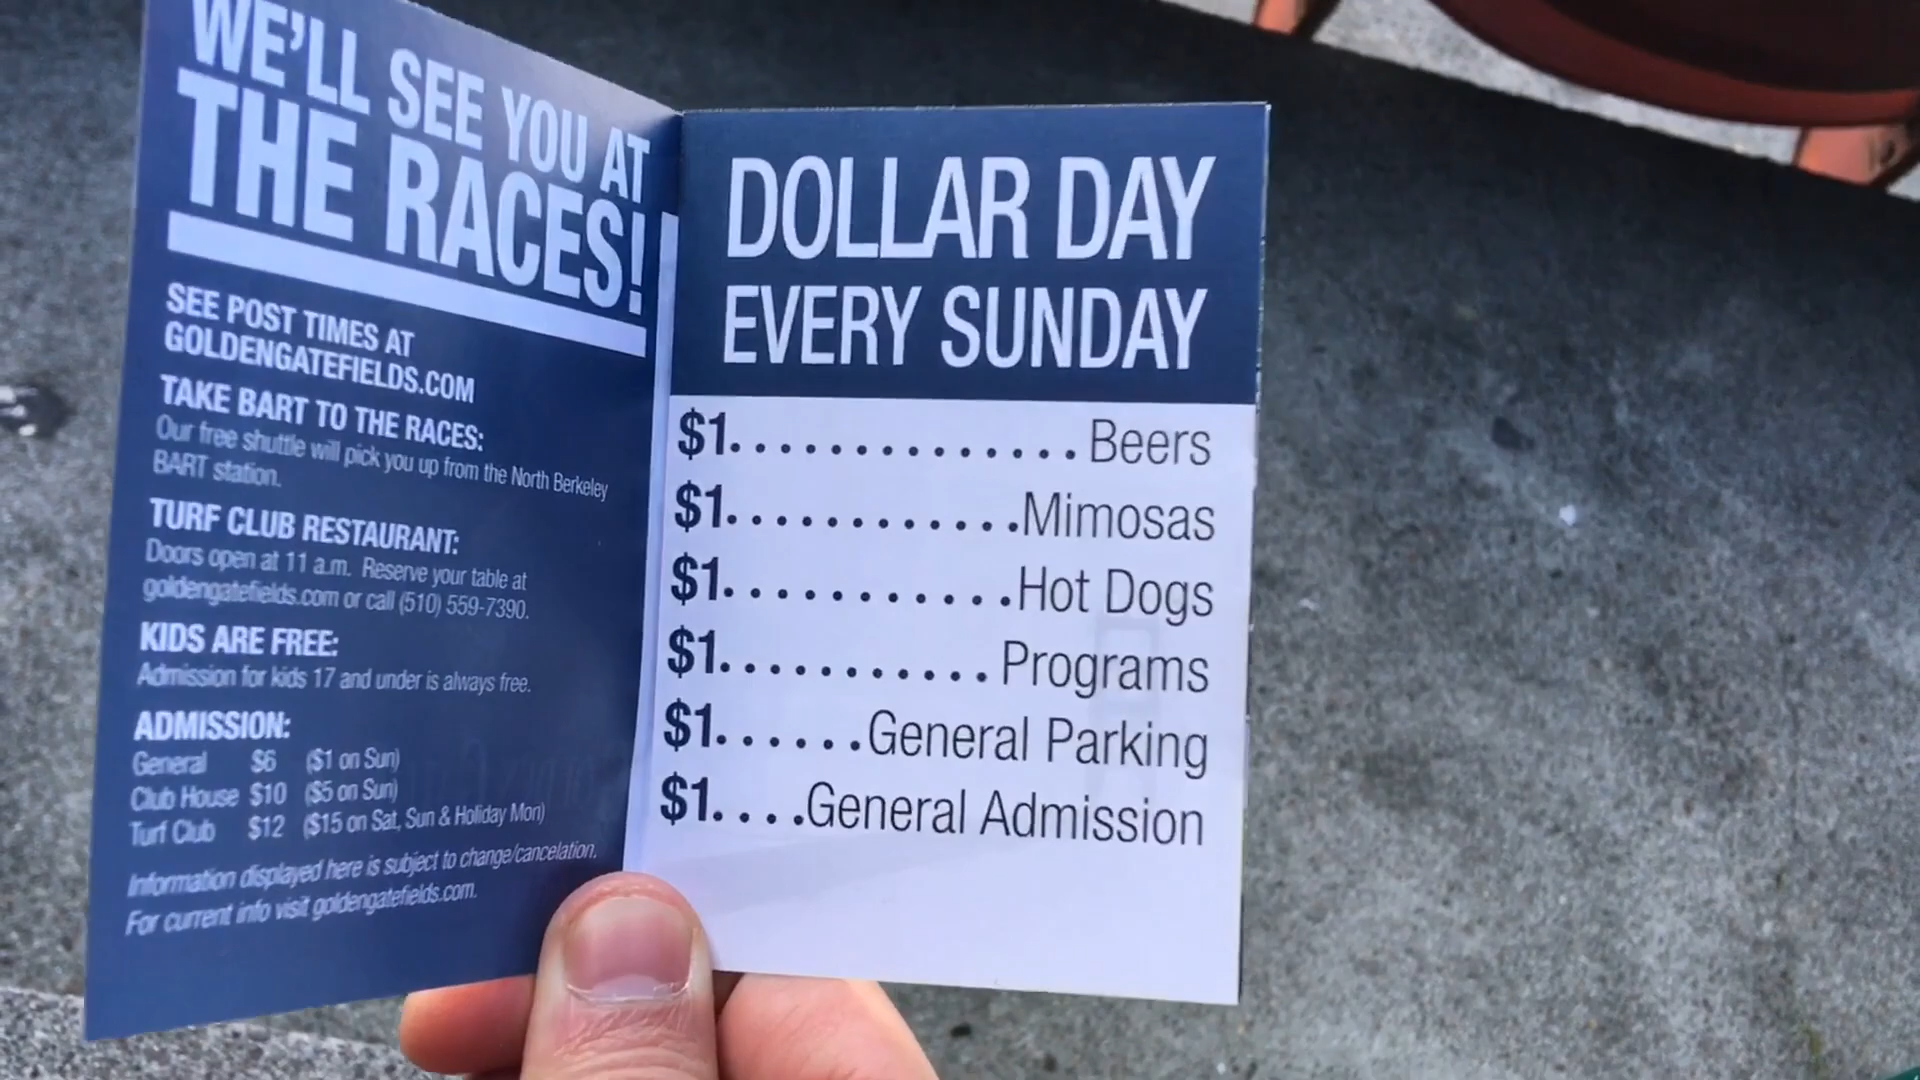 WE'LL SEE YOU AT
THE RACES!
SEE POST TIMES AT
GOLDENGATEFIELDS.COM
TAKE BART TO THE RACES:
Our free shuttle will pick you up from the North Berkeley
BART station.
TURF CLUB RESTAURANT:
Doors open at 11 a.m. Reserve your table at
goldengatefields.com or call (510) 559-7390.
KIDS ARE FREE:
Admission for kids 17 and under is always free.
ADMISSION:
General $6 ($1 on Sun)
Club House $10 ($5 on Sun)
Turf Club $12 ($15 on Sat, Sun & Holiday Mon)
Information displayed here is subject to change/cancelation.
For current info visit goldengatefields.com.
DOLLAR DAY
EVERY SUNDAY
$1.............. Beers
$1.............Mimosas
$1............Hot Dogs
$1........... Programs
$1.......General Parking
$1....General Admission